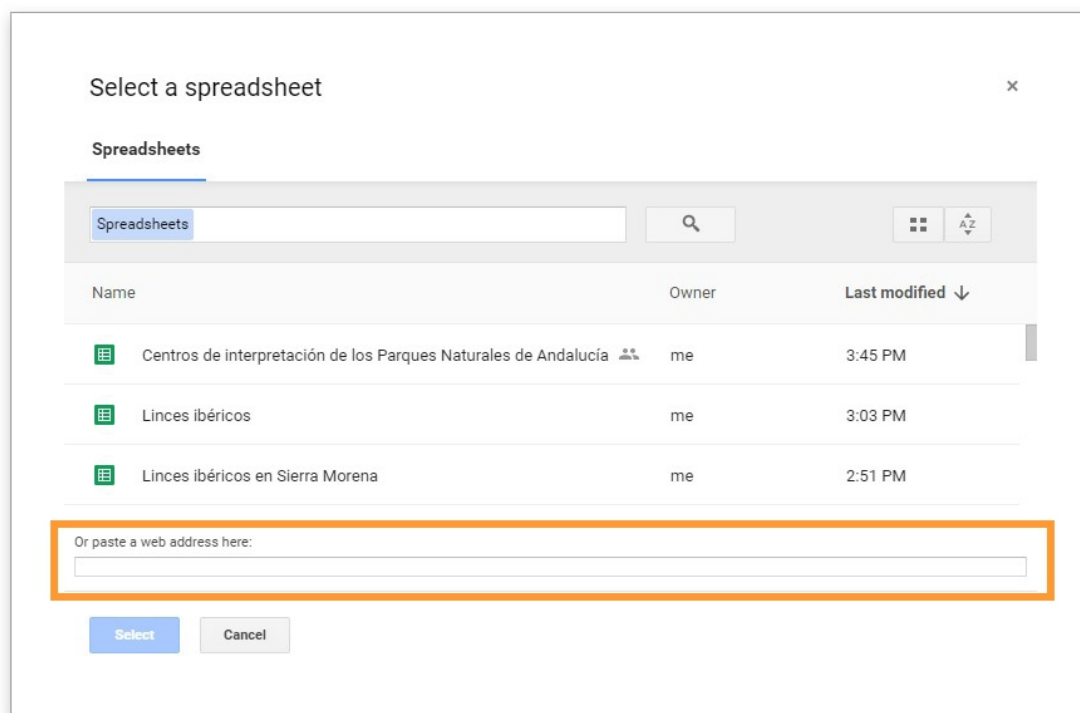 Select a spreadsheet ×
Spreadsheets
Spreadsheets AZ
Name Owner Last modified
Centros de interpretación de los Parques Naturales de Andalucía me 3:45 PM
Linces ibéricos me 3:03 PM
Linces ibéricos en Sierra Morena me 2:51 PM
Or paste a web address here:
Select Cancel